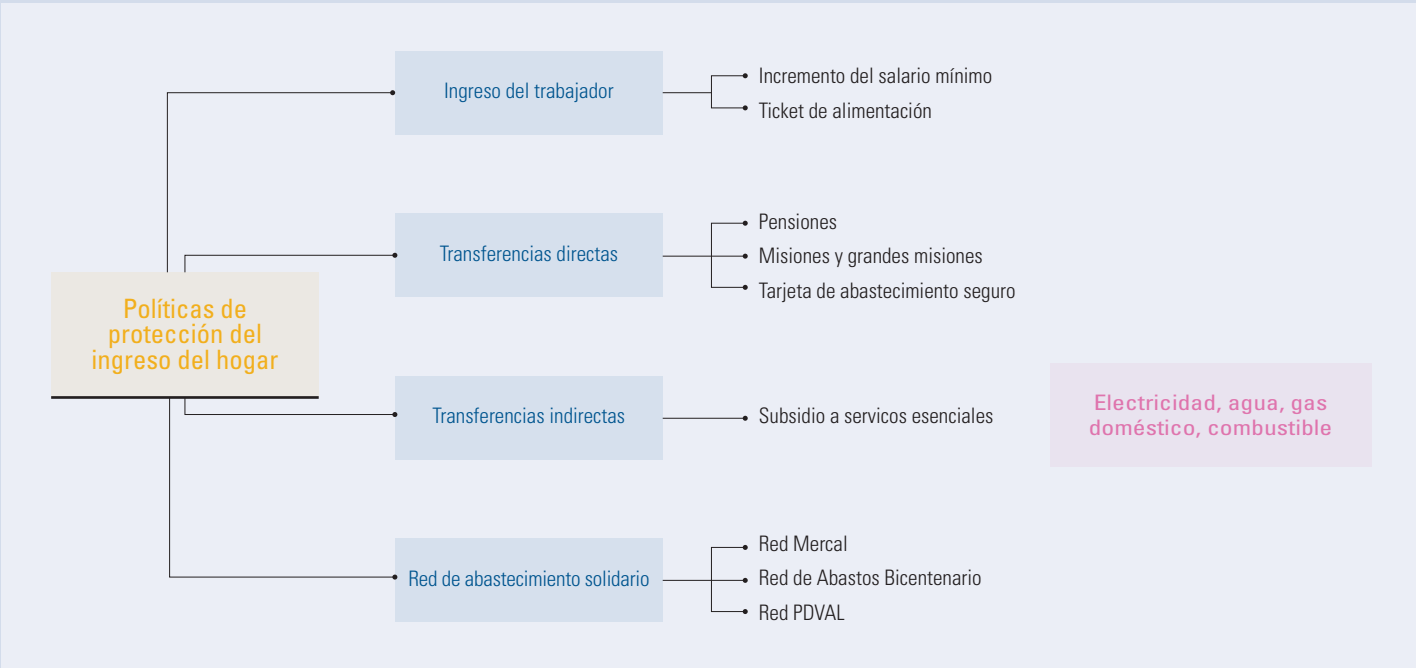 Ingreso del trabajador
Incremento del salario mínimo
Ticket de alimentación
Políticas de
protección del
ingreso del hogar
Transferencias directas
Pensiones
Misiones y grandes misiones
Tarjeta de abastecimiento seguro
Transferencias indirectas
Subsidio a servicos esenciales
Electricidad, agua, gas
doméstico, combustible
Red de abastecimiento solidario
Red Mercal
Red de Abastos Bicentenario
Red PDVAL